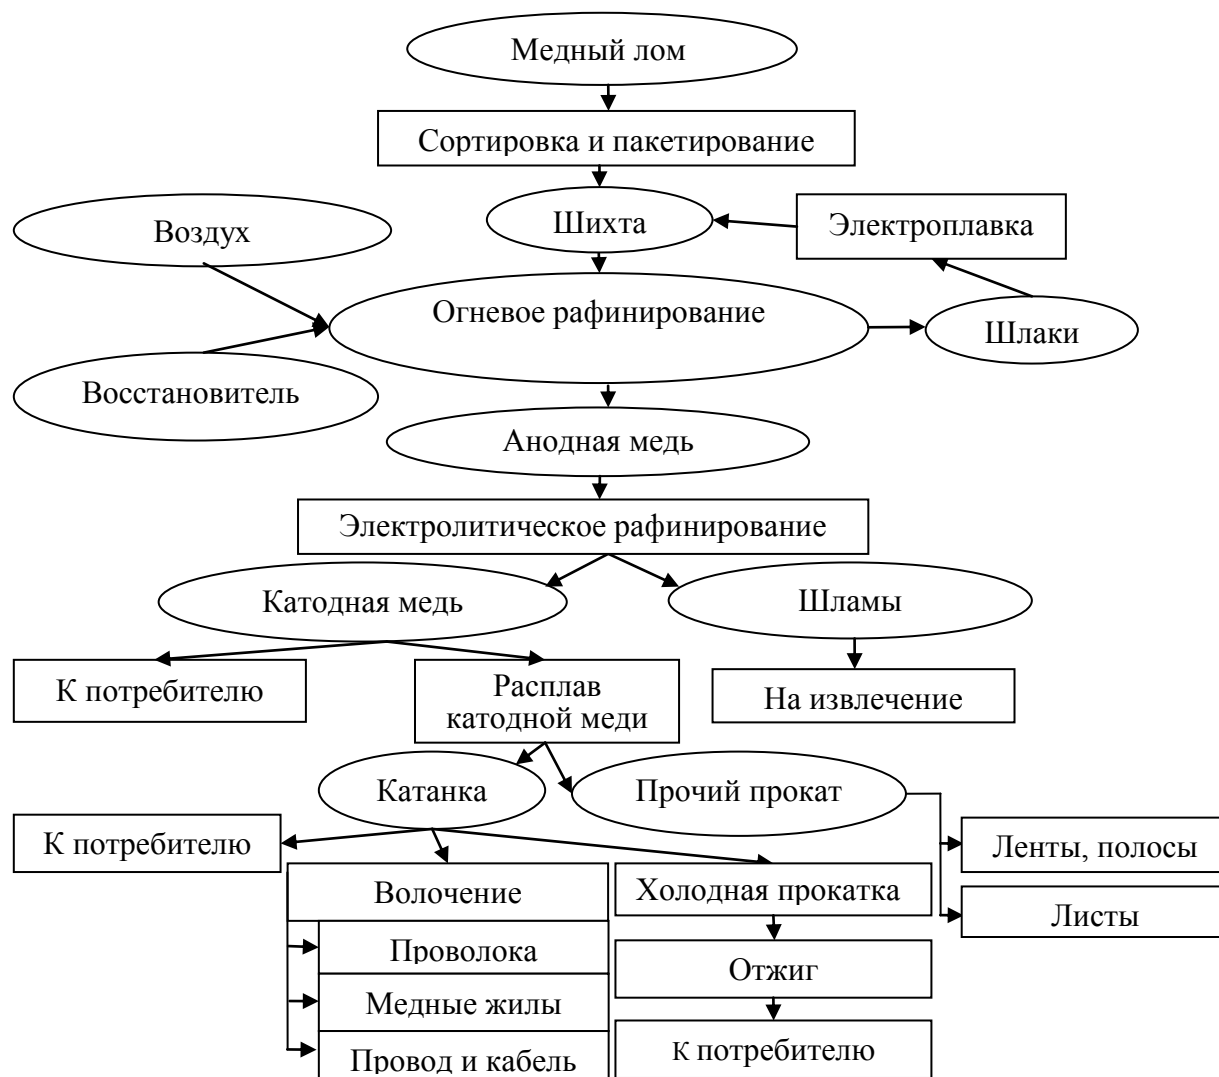 Медный лом
Сортировка и пакетирование
Шихта
Электроплавка
Воздух
Огневое рафинирование
Шлаки
Восстановитель
Анодная медь
Электролитическое рафинирование
Катодная медь
Шламы
К потребителю
Расплав
катодной меди
На извлечение
Катанка
Прочий прокат
К потребителю
Ленты, полосы
Волочение
Холодная прокатка
Листы
Проволока
Отжиг
Медные жилы
Провод и кабель
К потребителю